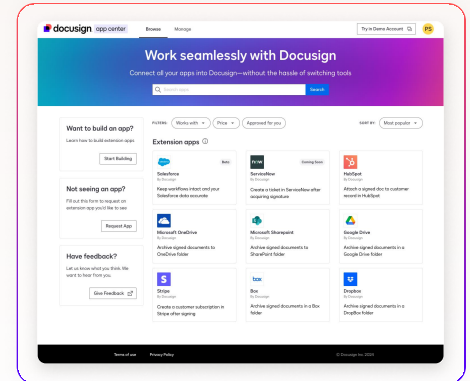 docusign app center
Browse
Manage
Try in Demo Account
PS
Work seamlessly with Docusign
Connect all your apps into Docusign—without the hassle of switching tools
Search apps
Search
Want to build an app?
Learn how to build extension apps
Start Building
Not seeing an app?
Fill out this form to request an
extension app you'd like to see
Request App
Have feedback?
Let us know what you think. We
want to hear from you.
Give Feedback
FILTERS
Works with
Price
Approved for you
SORT BY
Most popular
Extension apps
Beta
Salesforce
By Docusign
Keep workflows intact and your
Salesforce data accurate
Coming Soon
ServiceNow
By Docusign
Create a ticket in ServiceNow after
acquiring signature
HubSpot
By Docusign
Attach a signed doc to customer
record in HubSpot
Microsoft OneDrive
By Docusign
Archive signed documents to
OneDrive folder
Microsoft Sharepoint
By Docusign
Archive signed documents to
SharePoint folder
Google Drive
By Docusign
Archive signed documents in a
Google Drive folder
Stripe
By Docusign
Create a customer subscription in
Stripe after signing
box
Box
By Docusign
Archive signed documents in a Box
folder
Dropbox
By Docusign
Archive signed documents in a
DropBox folder
Terms of use
Privacy Policy
© Docusign Inc. 2024